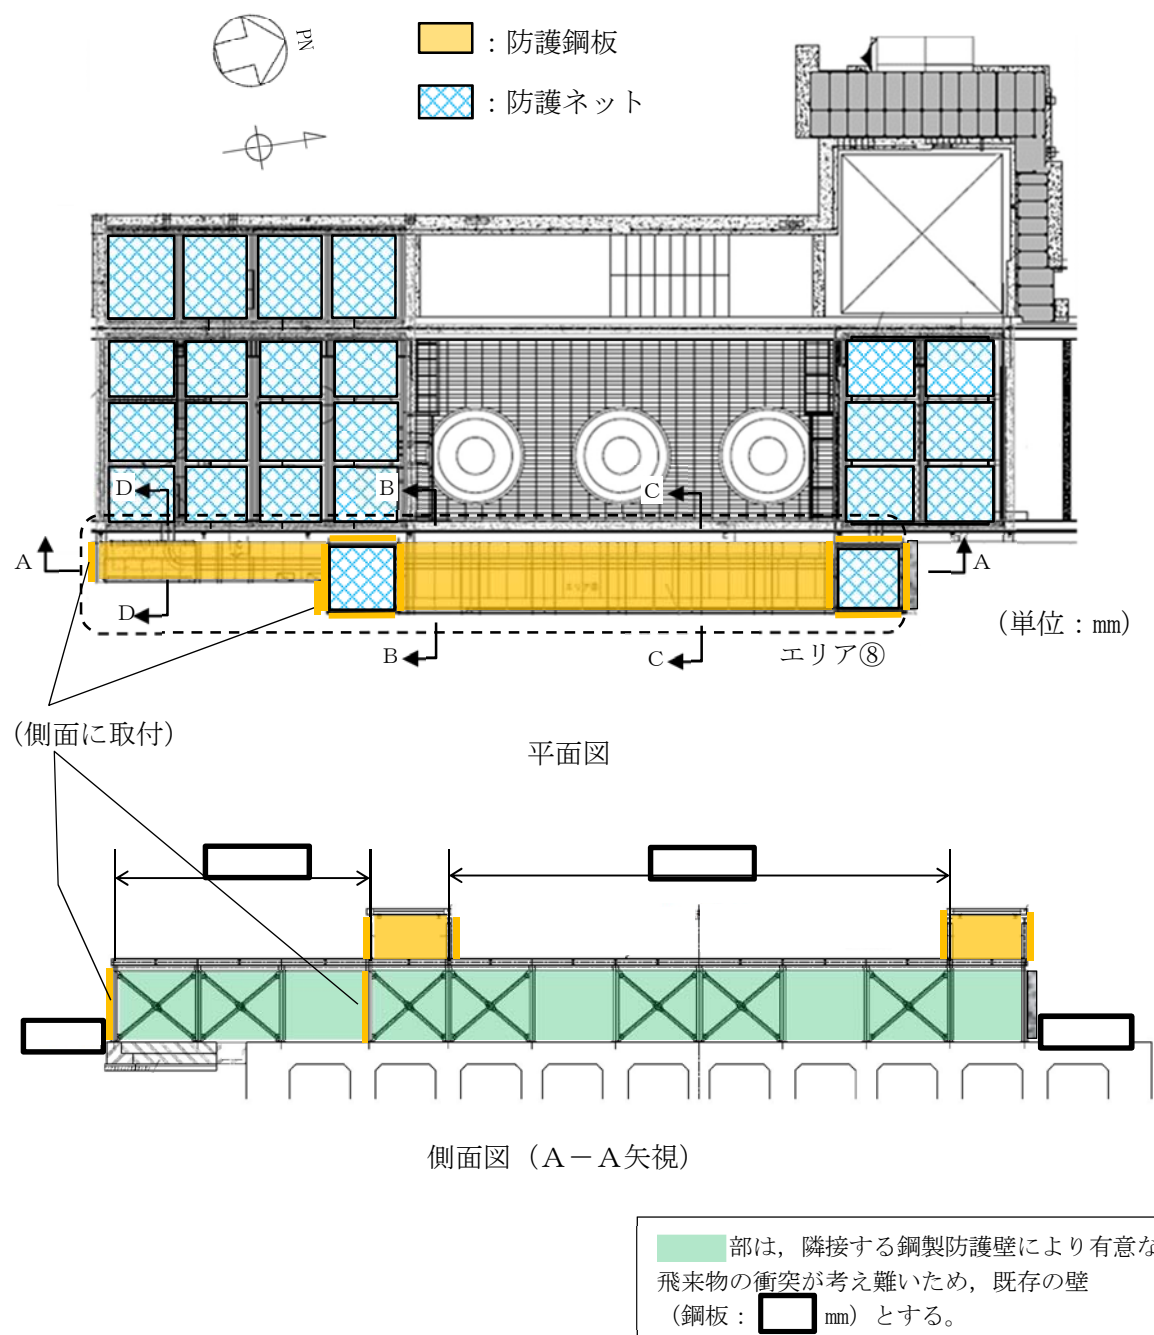 PN
：防護鋼板
：防護ネット
D
B
C
A
A
D
B
C
エリア⑧
(単位：㎜)
(側面に取付)
平面図
側面図（Ａ－Ａ矢視）
部は，隣接する鋼製防護壁により有意な
飛来物の衝突が考え難いため，既存の壁
（鋼板： ㎜）とする。